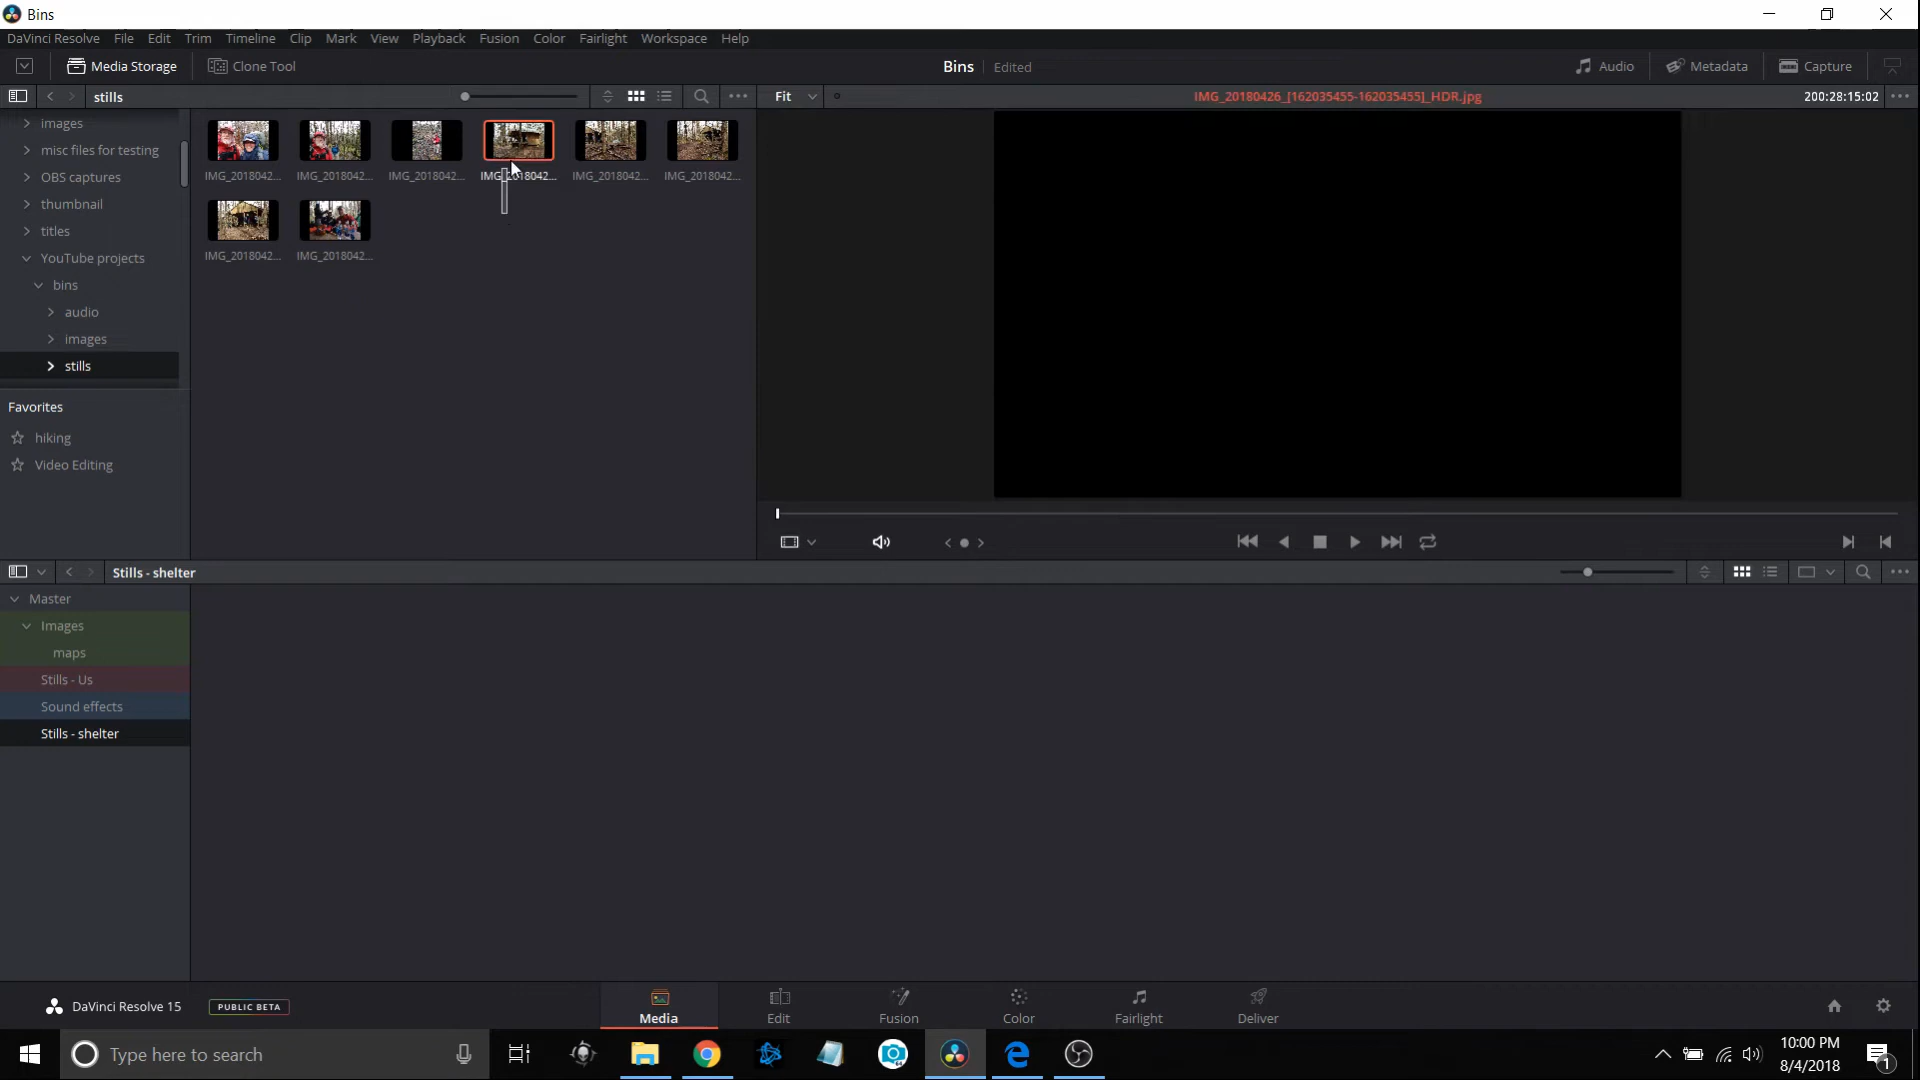 Bins
DaVinci Resolve File Edit Trim Timeline Clip Mark View Playback Fusion Color Fairlight Workspace Help
Media Storage Clone Tool Bins Edited Audio Metadata Capture
stills Fit IMG_20180426_[162035455-162035455]_HDR.jpg 200:28:15:02
images
misc files for testing
OBS captures
thumbnail
titles
YouTube projects
bins
audio
images
stills
IMG_2018042... IMG_2018042... IMG_2018042... IMG_2018042... IMG_2018042... IMG_2018042...
IMG_2018042... IMG_2018042...
Favorites
hiking
Video Editing
Stills - shelter
Master
Images
maps
Stills - Us
Sound effects
Stills - shelter
DaVinci Resolve 15 PUBLIC BETA
Media Edit Fusion Color Fairlight Deliver
Type here to search
10:00 PM
8/4/2018
1